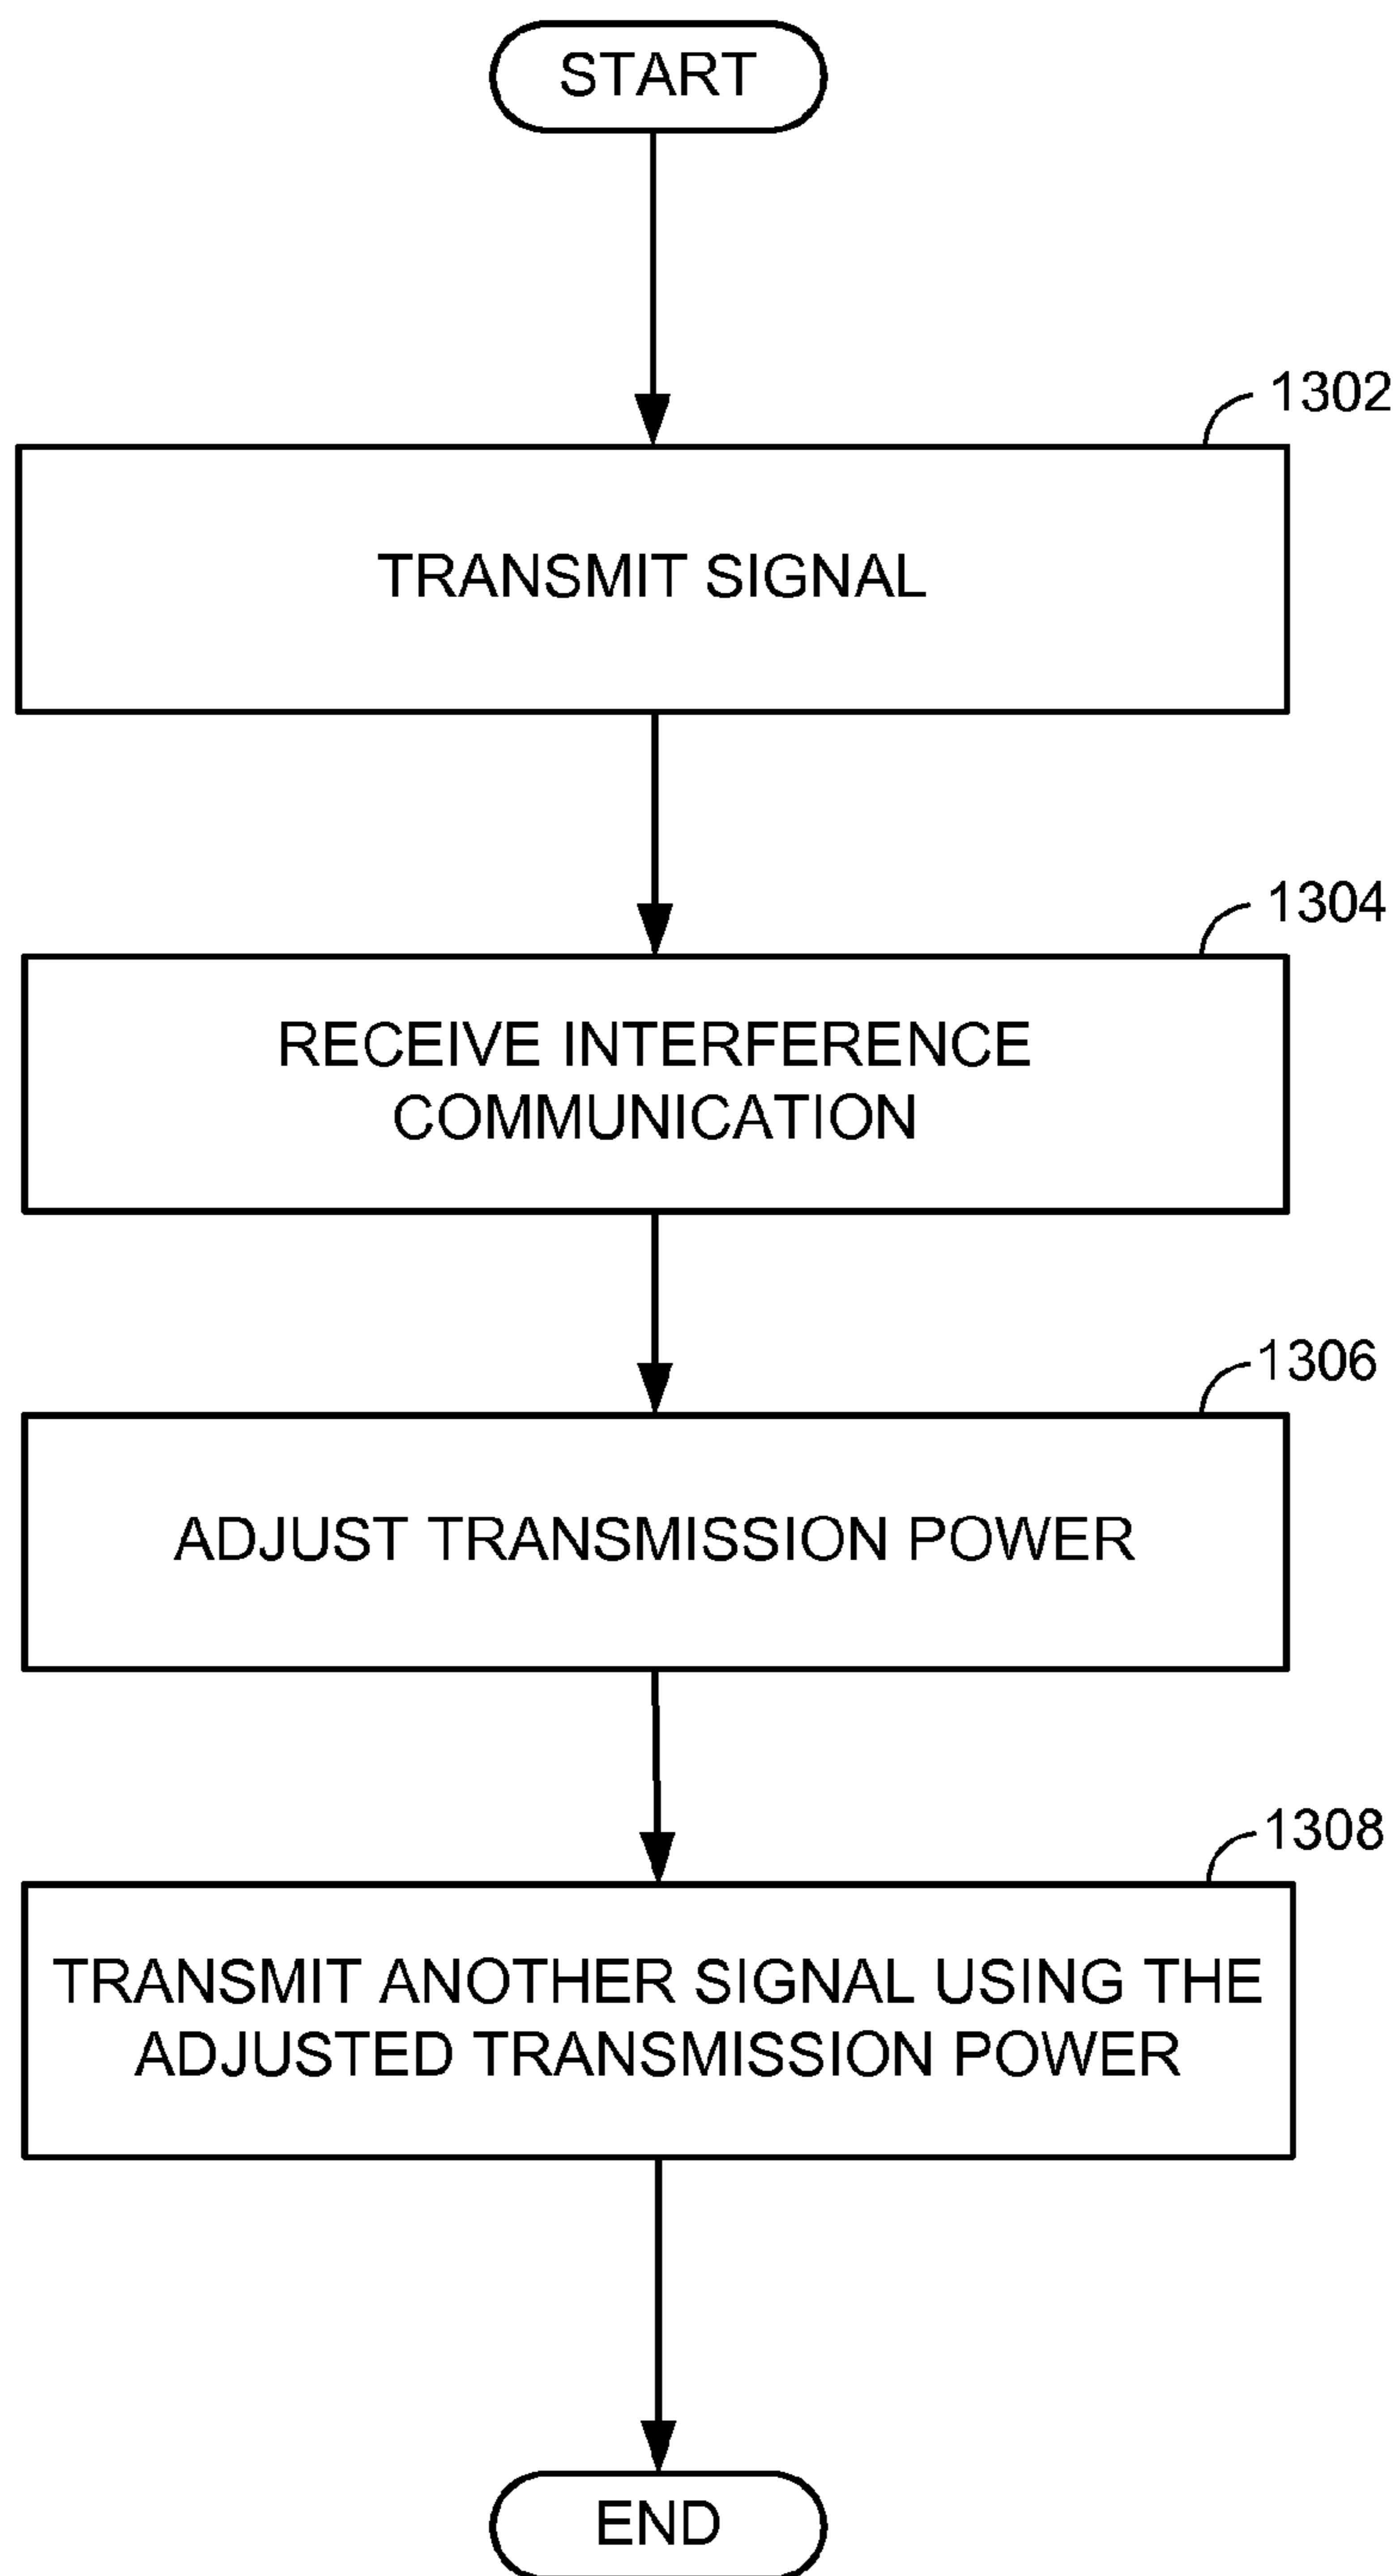 START
1302
TRANSMIT SIGNAL
1304
RECEIVE INTERFERENCE
COMMUNICATION
1306
ADJUST TRANSMISSION POWER
1308
TRANSMIT ANOTHER SIGNAL USING THE
ADJUSTED TRANSMISSION POWER
END